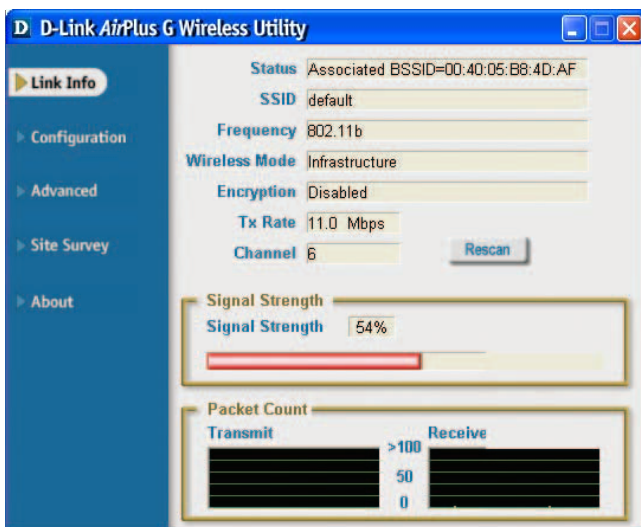 D D-Link AirPlus G Wireless Utility
Link Info
Configuration
Advanced
Site Survey
About
Status Associated BSSID=00:40:05:B8:4D:AF
SSID default
Frequency 802.11b
Wireless Mode Infrastructure
Encryption Disabled
Tx Rate 11.0 Mbps
Channel 6
Rescan
Signal Strength
Signal Strength 54%
Packet Count
Transmit
Receive
>100
50
0